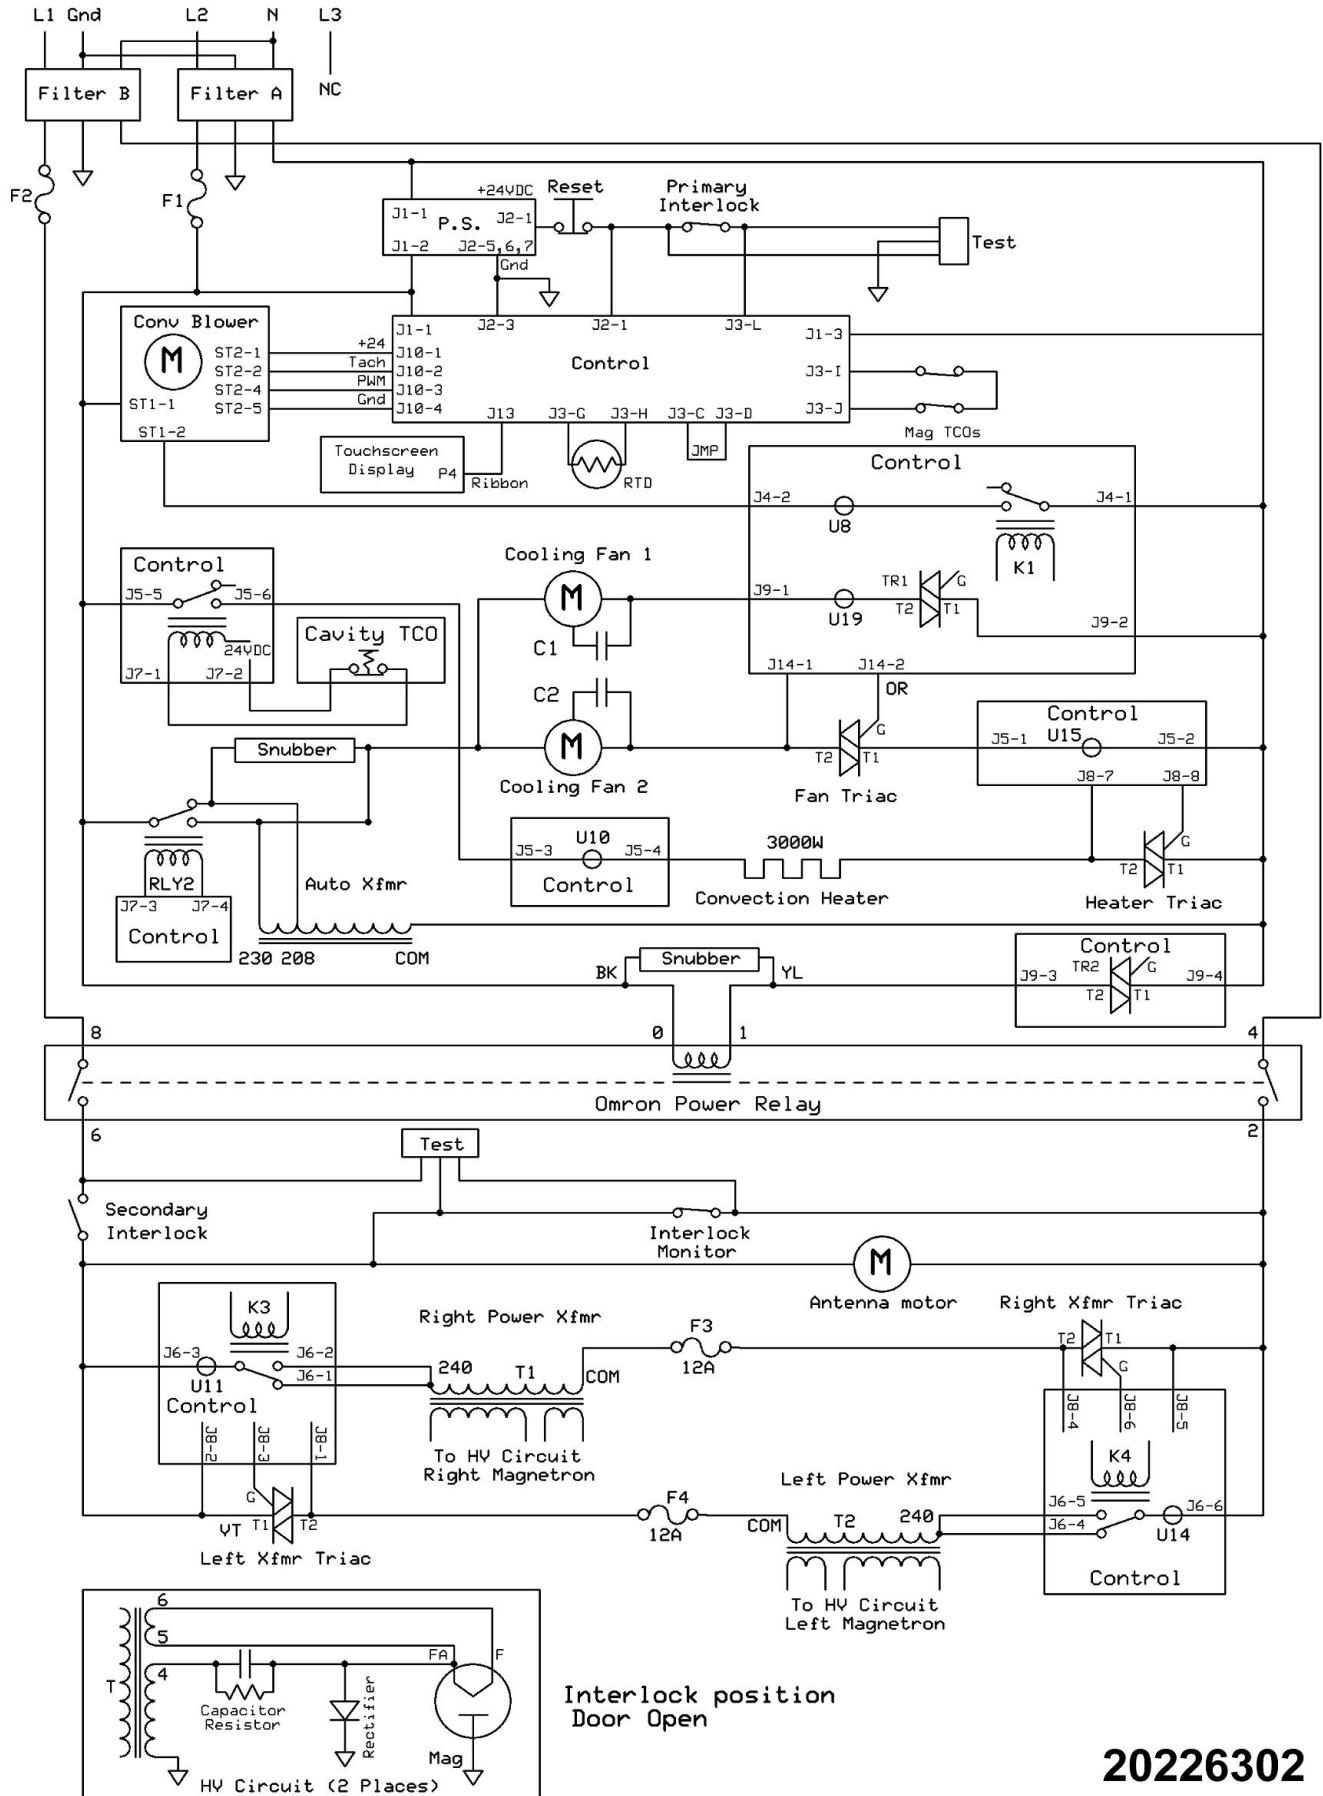 L1 Gnd L2 N L3
NC
Filter B
Filter A
F2
F1
+24VDC
Reset
Primary
Interlock
J1-1
P.S.
J2-1
J1-2
J2-5,6,7
Gnd
Test
Conv Blower
M
ST2-1
ST2-2
ST2-4
ST2-5
ST1-1
ST1-2
+24
Tach
PWM
Gnd
J1-1
J10-1
J10-2
J10-3
J10-4
J2-3
J2-1
J3-L
J1-3
J3-I
J3-J
Control
J13
J3-G
J3-H
J3-C
J3-D
Mag TCOs
Touchscreen
Display
P4
Ribbon
RTD
JMP
Control
J4-2
U8
J4-1
K1
J9-1
U19
TR1
G
T2
T1
J9-2
J14-1
J14-2
OR
Control
J5-5
J5-6
24VDC
J7-1
J7-2
Cavity TCO
Cooling Fan 1
M
C1
C2
M
Cooling Fan 2
T2
T1
G
Fan Triac
Control
J5-1
U15
J5-2
J8-7
J8-8
Snubber
RLY2
J7-3
J7-4
Control
Auto Xfmr
230 208
COM
J5-3
U10
J5-4
Control
3000W
Convection Heater
T2
T1
G
Heater Triac
BK
Snubber
YL
Control
J9-3
TR2
G
T2
T1
J9-4
8
0
1
4
Omron Power Relay
6
2
Test
Secondary
Interlock
Interlock
Monitor
M
Antenna motor
Right Xfmr Triac
T2
T1
G
K3
J6-3
J6-2
J6-1
U11
Control
J8-2
J8-3
J8-1
Right Power Xfmr
240
T1
COM
F3
12A
To HV Circuit
Right Magnetron
J8-4
J8-6
J8-5
K4
J6-5
J6-4
J6-6
U14
Control
G
VT
T1
T2
Left Xfmr Triac
F4
12A
Left Power Xfmr
COM
T2
240
To HV Circuit
Left Magnetron
6
5
4
T
FA
F
Capacitor
Resistor
Rectifier
Mag
HV Circuit (2 Places)
Interlock position
Door Open
20226302